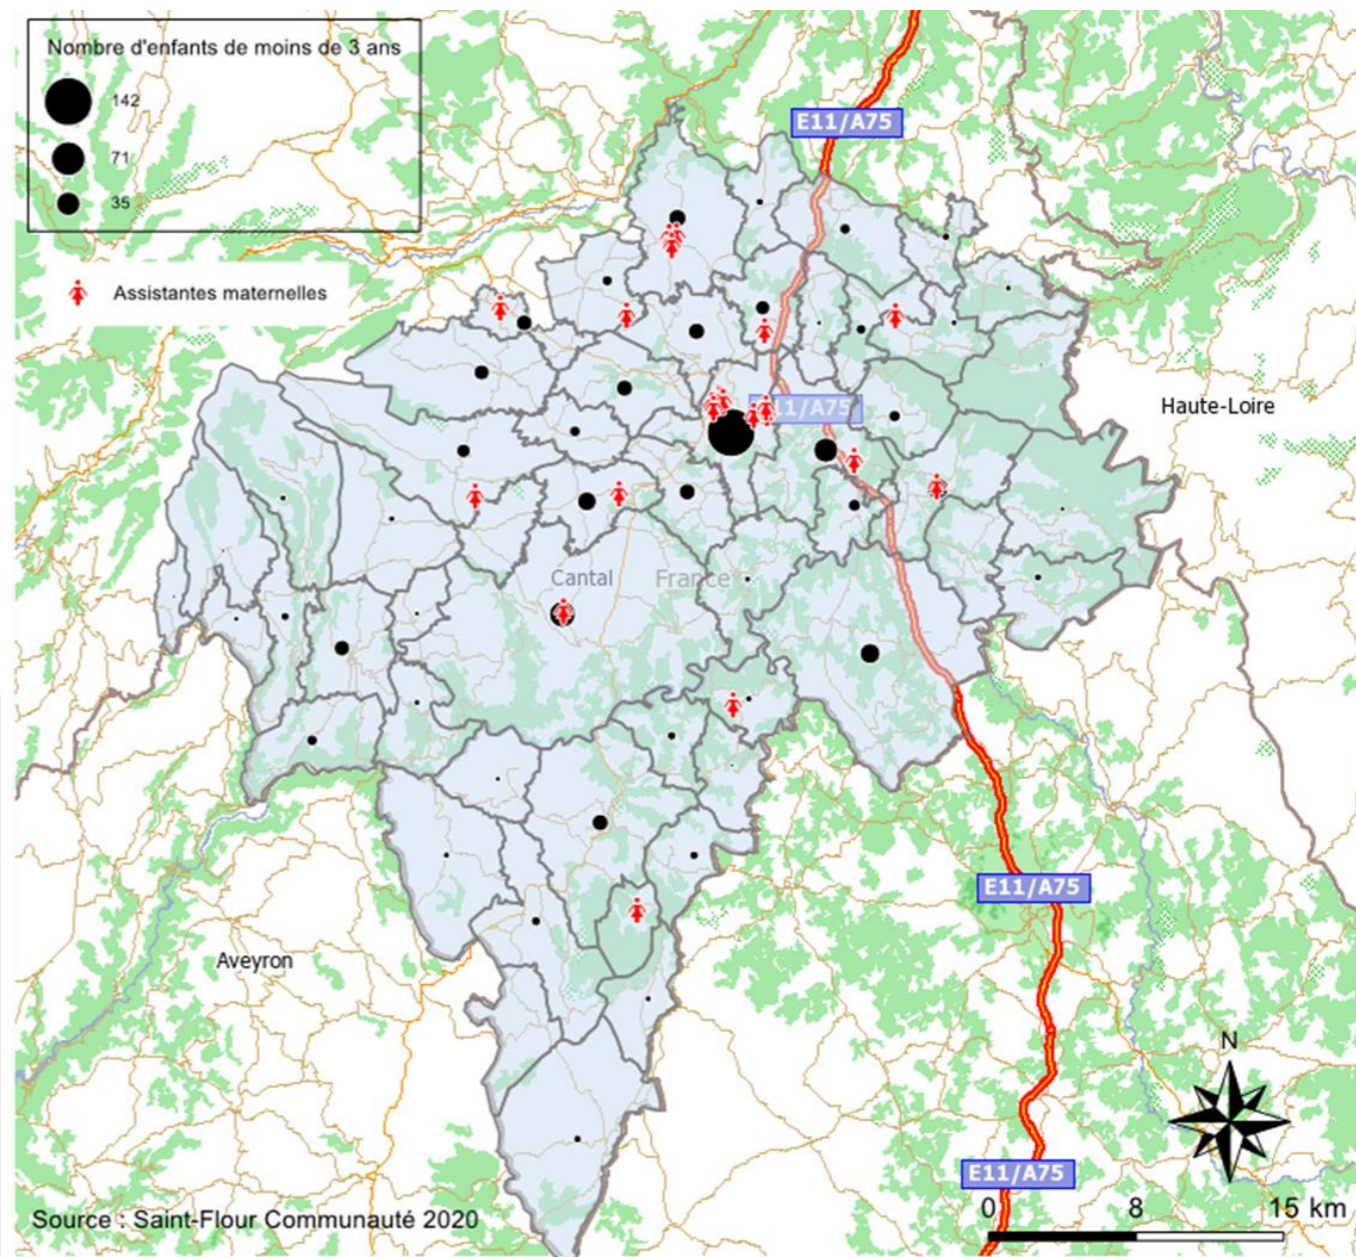 Nombre d'enfants de moins de 3 ans
142
71
35
Assistantes maternelles
E11/A75
E11/A75
Haute-Loire
Cantal
France
E11/A75
Aveyron
N
E11/A75
Source : Saint-Flour Communauté 2020
0 8 15 km